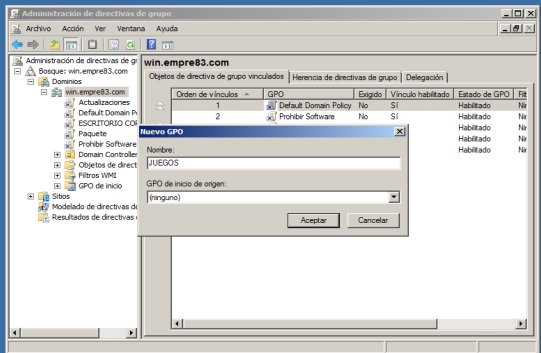 Administración de directivas de grupo
Archivo Acción Ver Ventana Ayuda
Administración de directivas de gr
Bosque: win.empre83.com
Dominios
win.empre83.com
Actualizaciones
Default Domain P
ESCRITORIO COR
Paquete
Prohibir Software
Domain Controller
Objetos de direct
Filtros WMI
GPO de inicio
Sitios
Modelado de directivas de
Resultados de directivas
win.empre83.com
Objetos de directiva de grupo vinculados Herencia de directivas de grupo Delegación
Orden de vínculos GPO Exigido Vínculo habilitado Estado de GPO Filt
1 Default Domain Policy No Sí Habilitado Nin
2 Prohibir Software No Sí Habilitado Nin
Habilitado Nin
Habilitado Nin
Nuevo GPO
Nombre:
JUEGOS
GPO de inicio de origen:
(ninguno)
Aceptar Cancelar